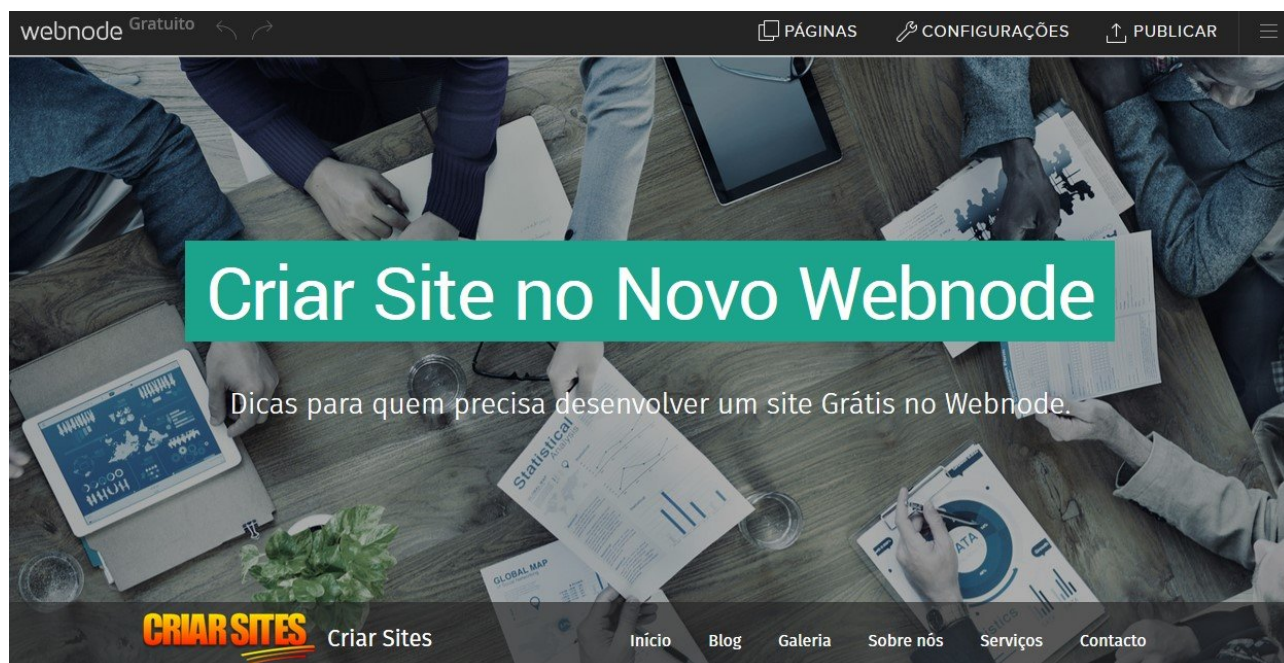 webnode Gratuito
PÁGINAS
CONFIGURAÇÕES
PUBLICAR
Criar Site no Novo Webnode
Dicas para quem precisa desenvolver um site Grátis no Webnode.
Statistical
Analysis
GLOBAL MAP
DATA
CRIAR SITES
Criar Sites
Início
Blog
Galeria
Sobre nós
Serviços
Contacto